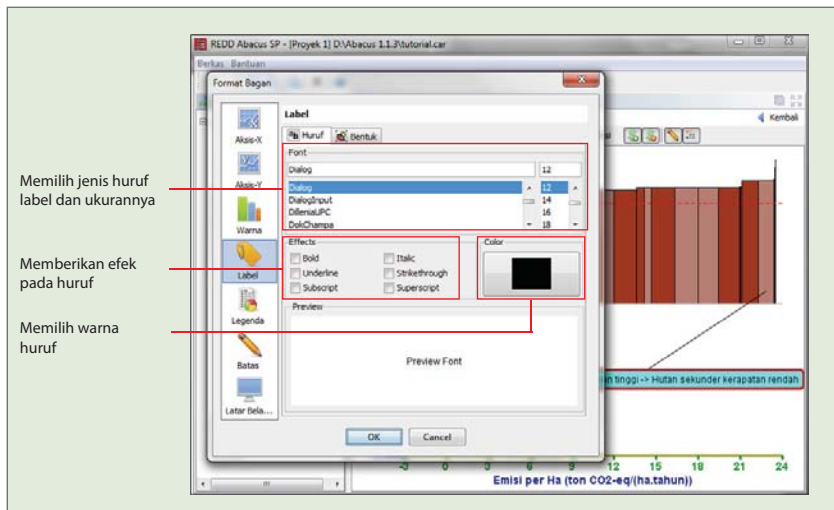 REDD Abacus SP - [Proyek 1] D:\Abacus 1.1.3\tutorial.car
Berkas Bantuan
Format Bagan
Kembali
Label
Huruf
Bentuk
Font
Dialog
12
Dialog
DialogInput
DilleniaUPC
DokChampa
12
14
16
18
Effects
Bold
Italic
Underline
Strikethrough
Subscript
Superscript
Color
Preview
Preview Font
OK
Cancel
Aksis-X
Aksis-Y
Warna
Label
Legenda
Batas
Latar Bela...
Memilih jenis huruf
label dan ukurannya
Memberikan efek
pada huruf
Memilih warna
huruf
tinggi -> Hutan sekunder kerapatan rendah
-3 0 3 6 9 12 15 18 21 24
Emisi per Ha (ton CO2-eq/(ha.tahun))